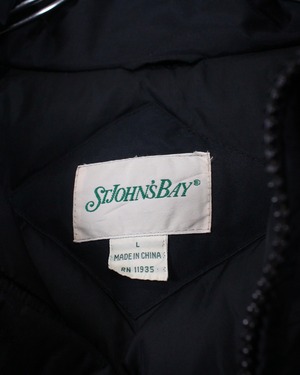 ST. JOHN'S BAY®
L
MADE IN CHINA
RN 11935